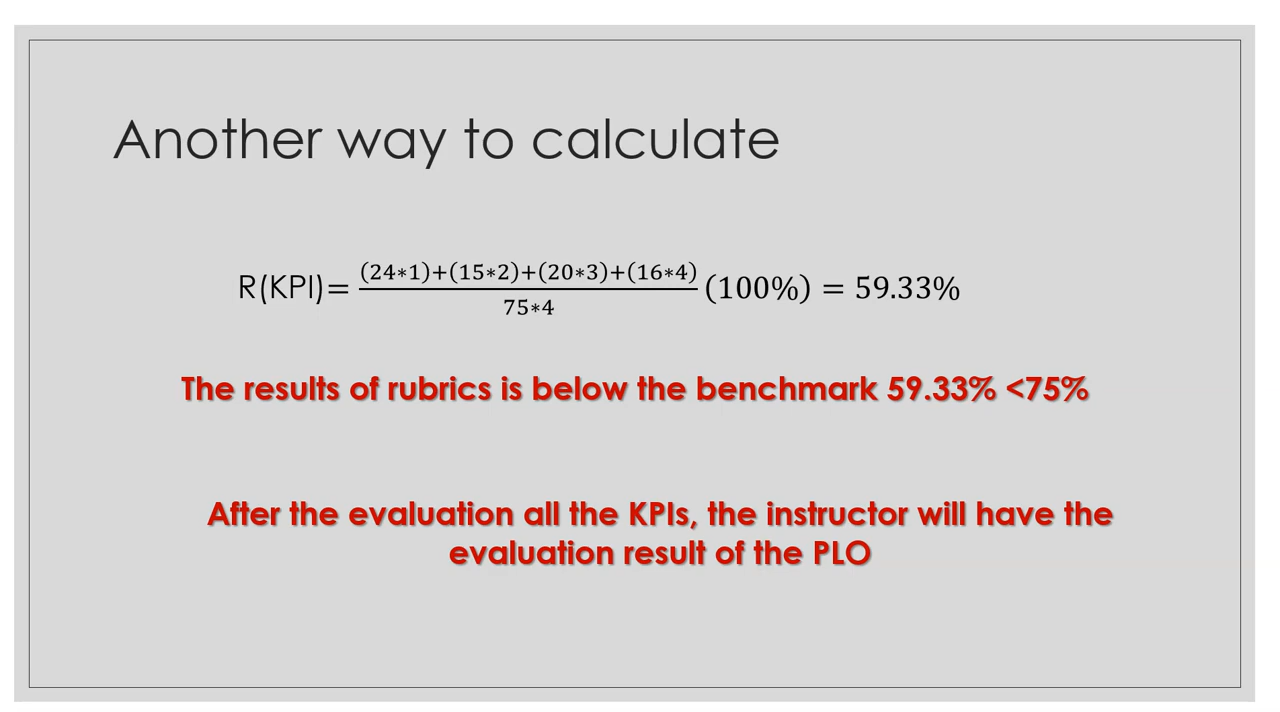 Another way to calculate
R(KPI)= \frac{(24∗1)+(15∗2)+(20∗3)+(16∗4)}{75∗4} (100%) = 59.33%
The results of rubrics is below the benchmark 59.33% <75%
After the evaluation all the KPIs, the instructor will have the
evaluation result of the PLO